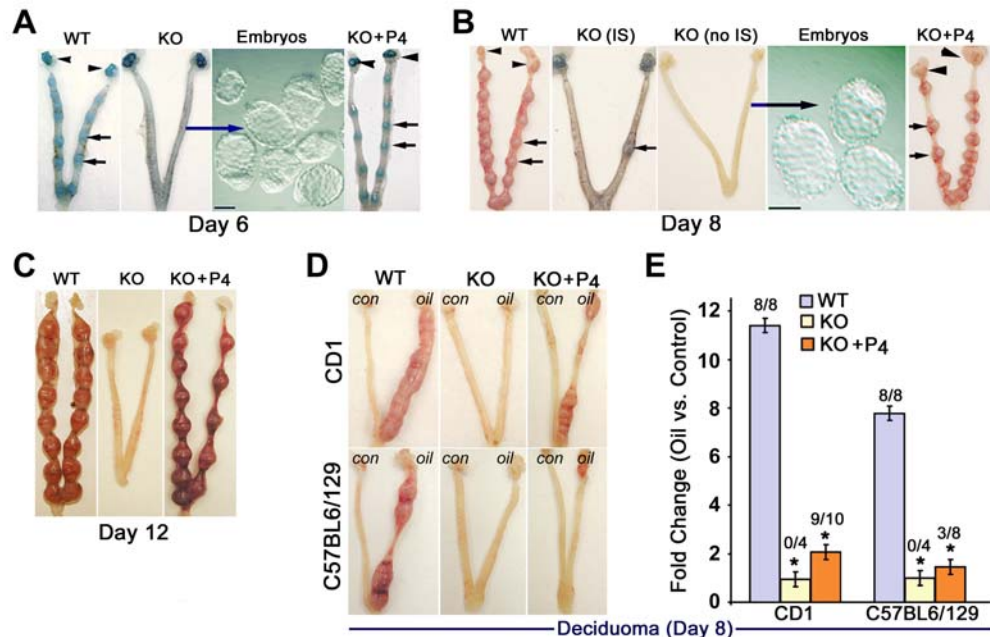 A
WT KO Embryos KO+P4
Day 6
B
WT KO (IS) KO (no IS) Embryos KO+P4
Day 8
C
WT KO KO+P4
Day 12
D
WT KO KO+P4
con oil con oil con oil
CD1
con oil con oil con oil
C57BL6/129
E
Fold Change (Oil vs. Control)
12
10
8
6
4
2
0
WT
KO
KO+P4
8/8
0/4
*
9/10
*
8/8
0/4
*
3/8
*
CD1 C57BL6/129
Deciduoma (Day 8)